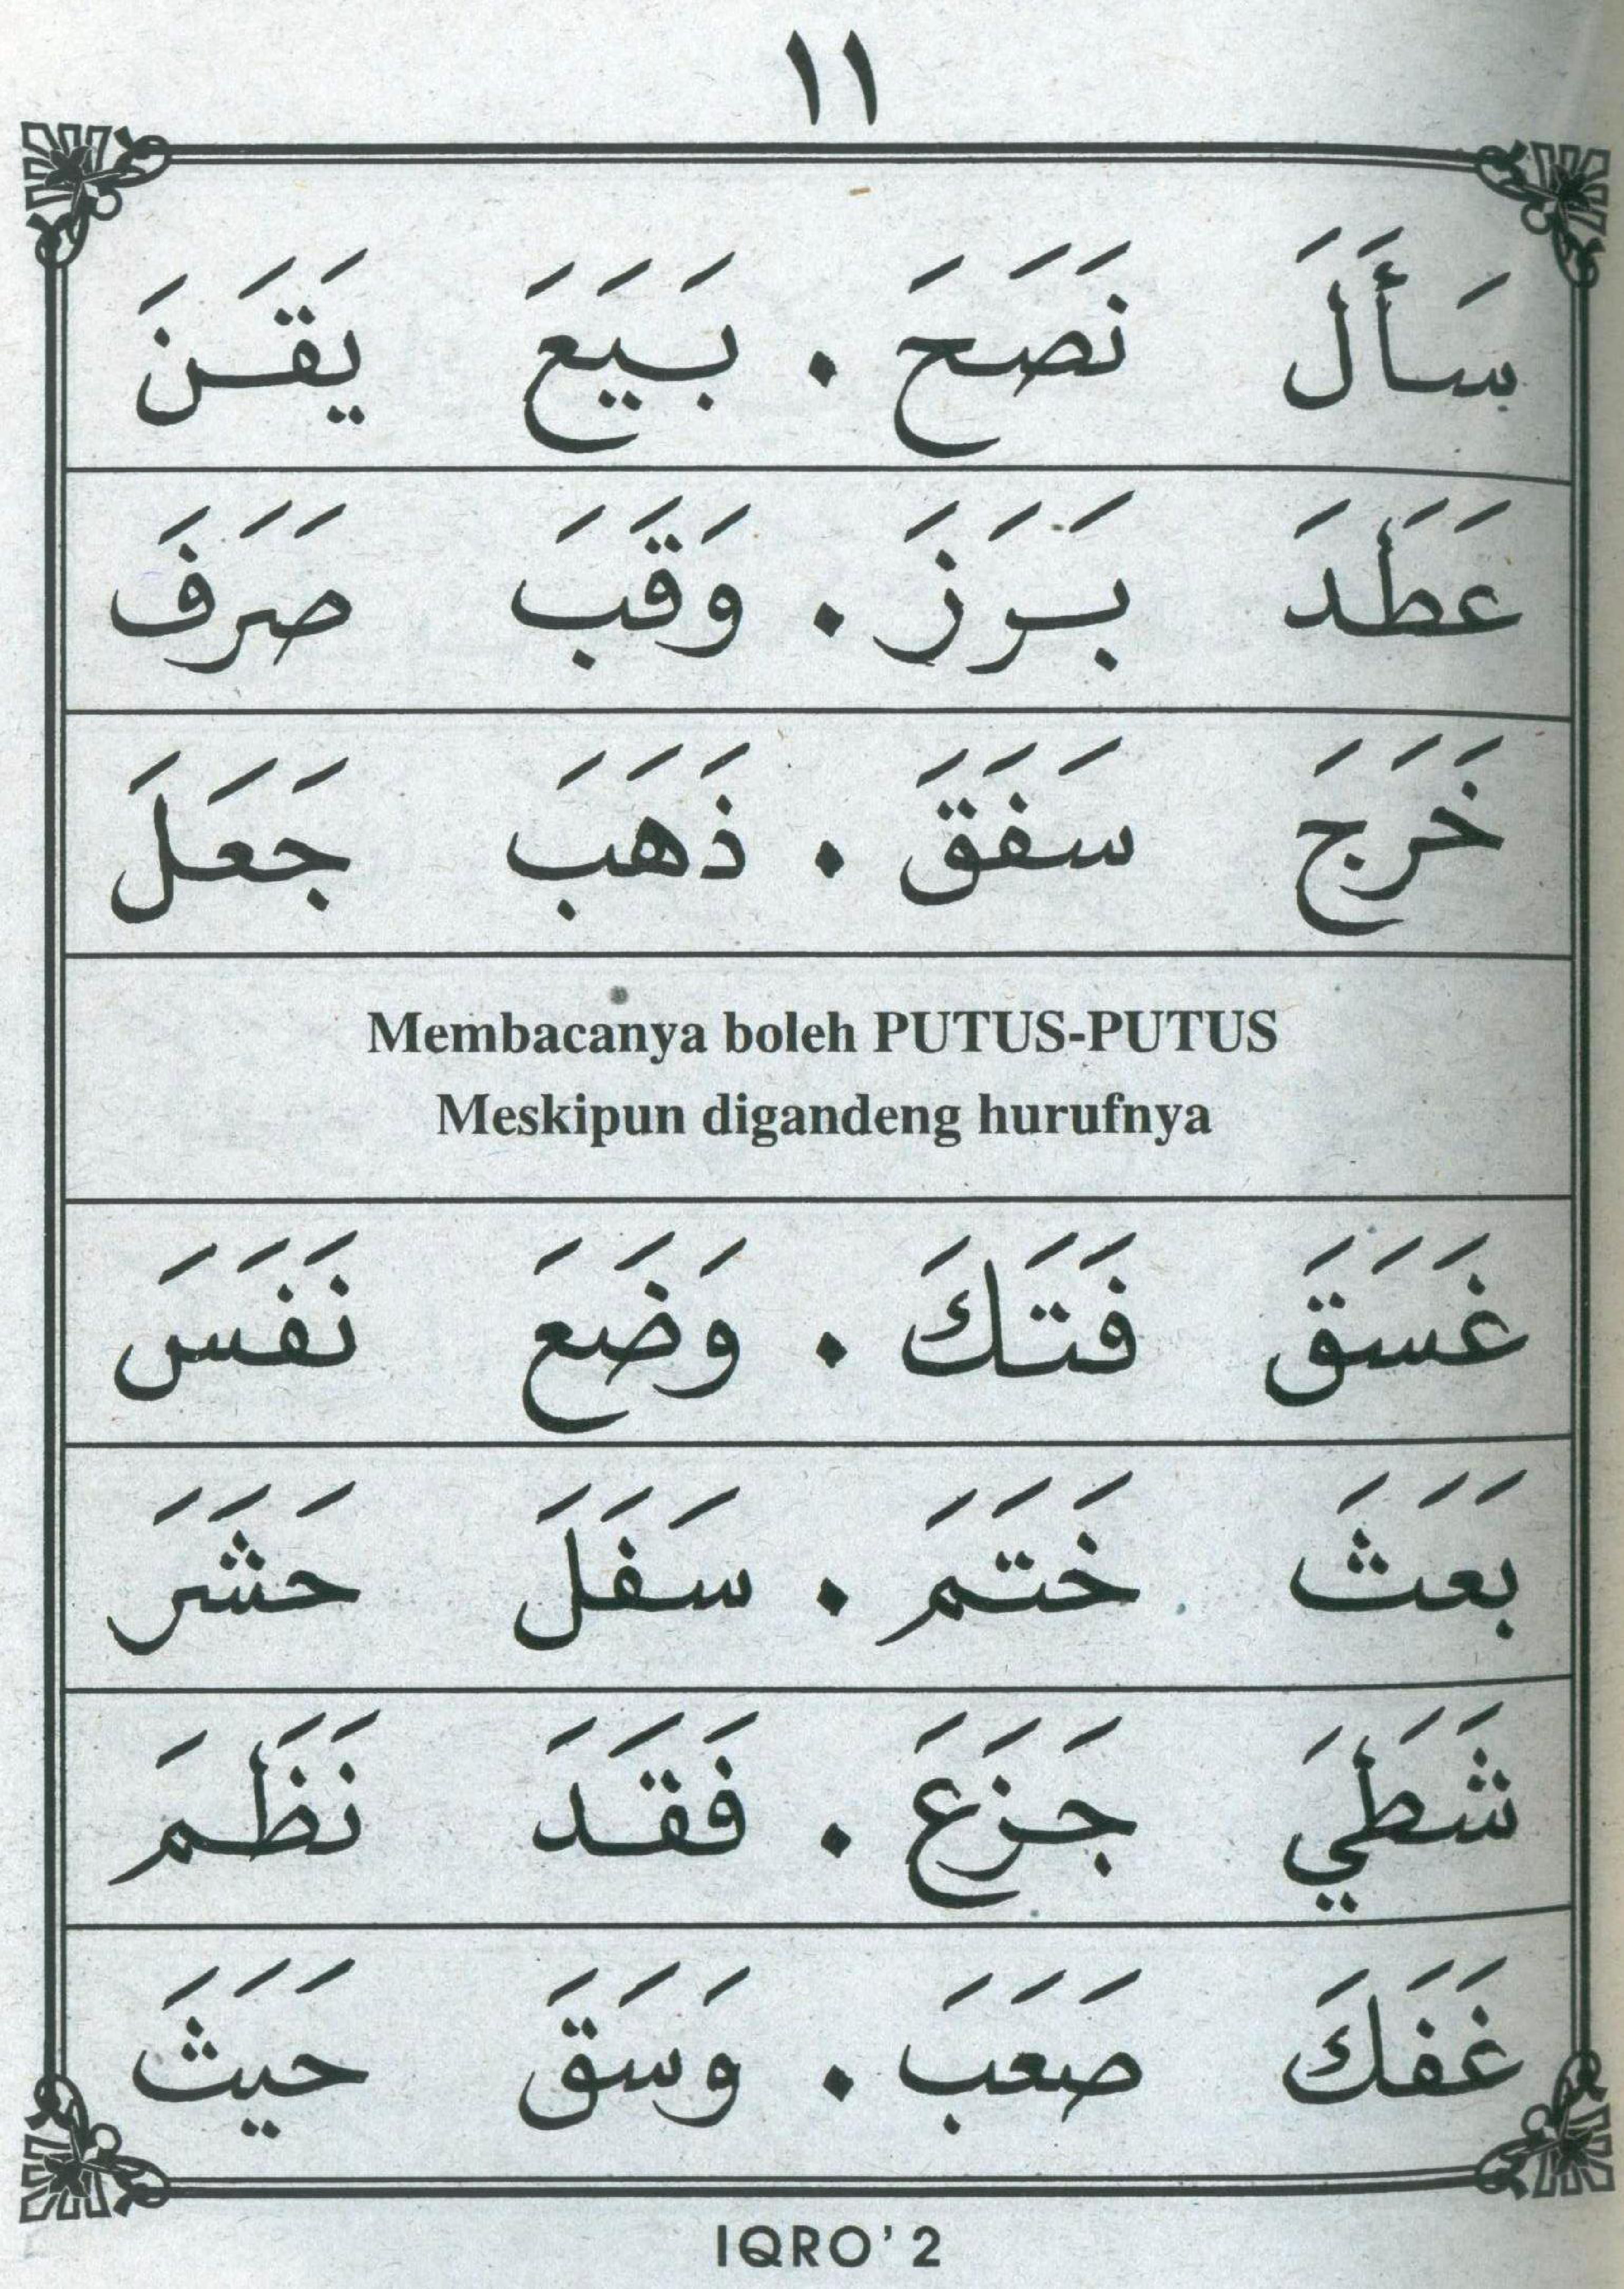 ١١
سَأَلَ نَصَحَ . بَيَعَ يَقَنَ
عَطَدَ بَرَزَ . وَقَبَ صَرَفَ
خَرَجَ سَفَقَ . ذَهَبَ جَعَلَ
Membacanya boleh PUTUS-PUTUS
Meskipun digandeng hurufnya
غَسَقَ فَتَكَ . وَضَعَ نَفَسَ
بَعَثَ خَتَمَ . سَفَلَ حَشَرَ
شَطَيَ جَزَعَ . فَقَدَ نَظَمَ
غَفَكَ صَعَبَ . وَسَقَ حَيَثَ
IQRO' 2